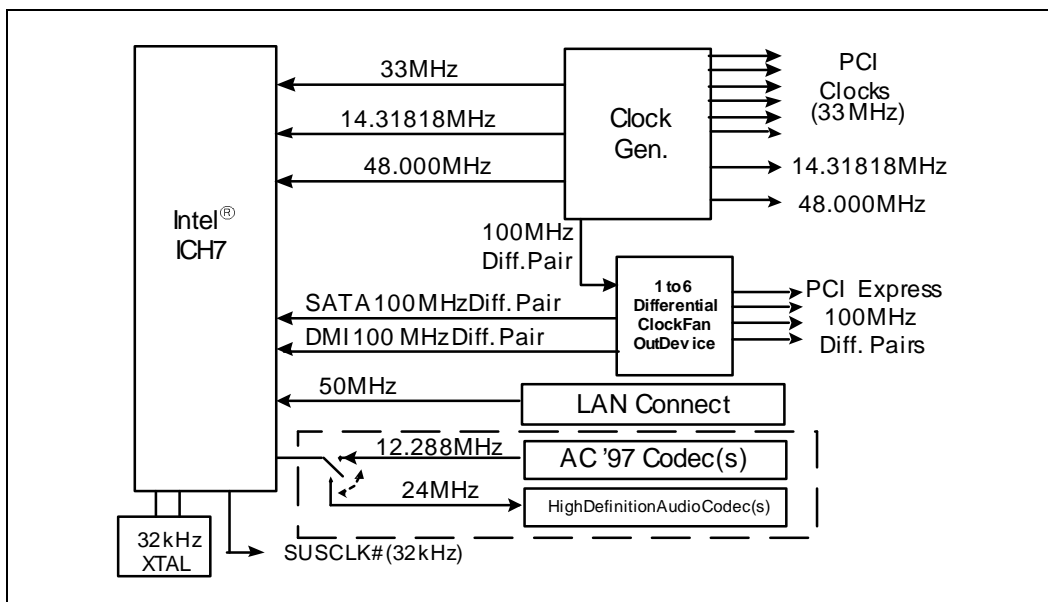 33MHz
14.31818MHz
48.000MHz
Intel® ICH7
Clock
Gen.
PCI
Clocks
(33MHz)
14.31818MHz
48.000MHz
100MHz
Diff.Pair
1 to 6
Differential
ClockFan
OutDevice
PCI Express
100MHz
Diff. Pairs
SATA 100 MHz Diff. Pair
DMI 100 MHz Diff. Pair
50MHz
LAN Connect
12.288MHz
AC '97 Codec(s)
24MHz
HighDefinitionAudioCodec(s)
32kHz
XTAL
SUSCLK# (32kHz)